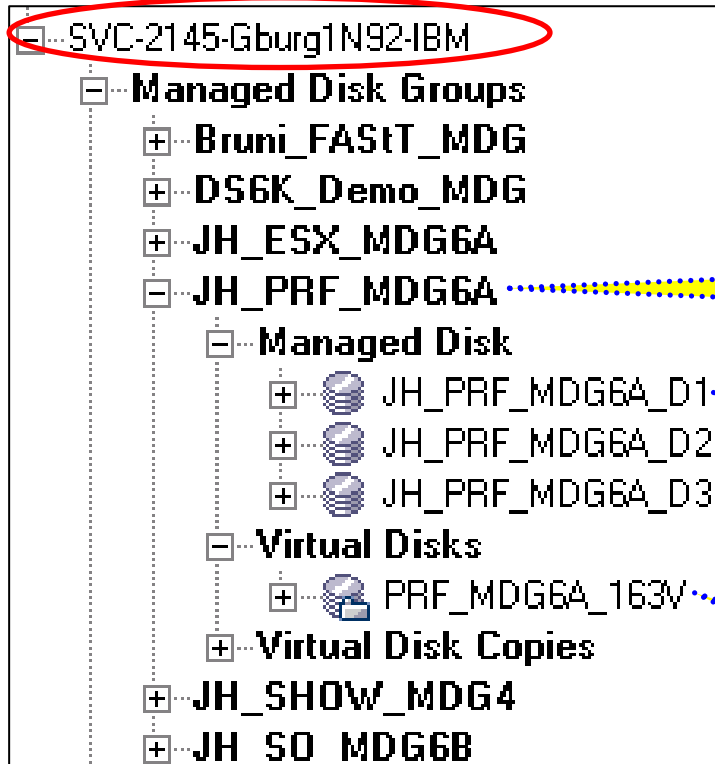 SVC-2145-Gburg1N92-IBM
Managed Disk Groups
Bruni_FAStT_MDG
DS6K_Demo_MDG
JH_ESX_MDG6A
JH_PRF_MDG6A
Managed Disk
JH_PRF_MDG6A_D1
JH_PRF_MDG6A_D2
JH_PRF_MDG6A_D3
Virtual Disks
PRF_MDG6A_163V
Virtual Disk Copies
JH_SHOW_MDG4
JH_SO_MDG6B